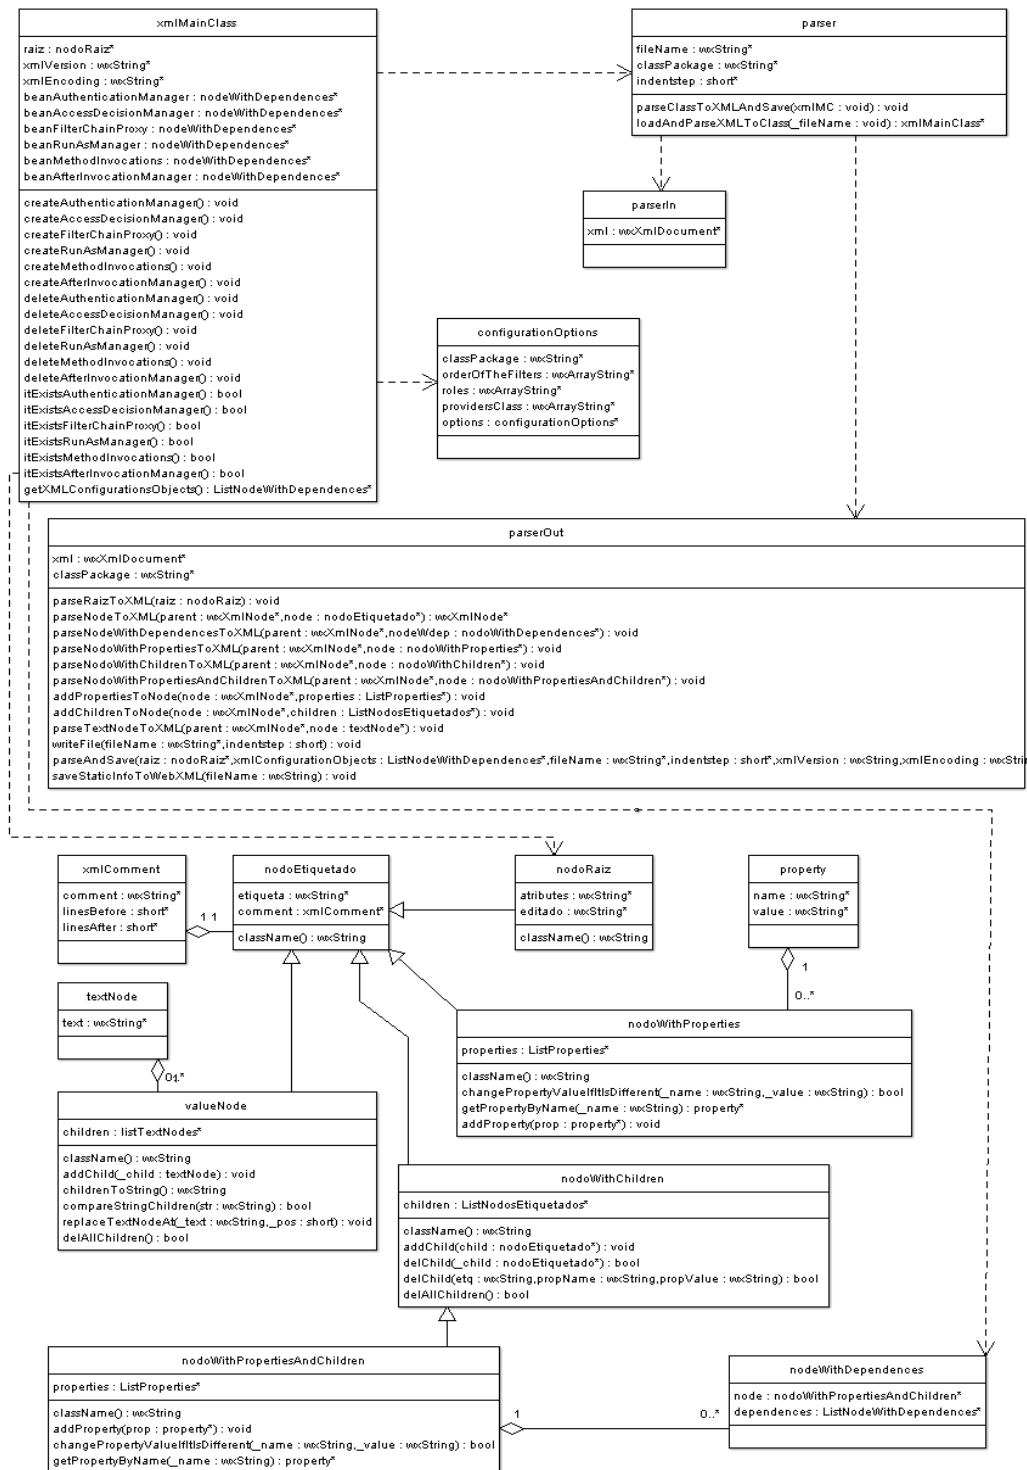 xmlMainClass
raiz : nodoRaiz*
xmlVersion : wxString*
xmlEncoding : wxString*
beanAuthenticationManager : nodeWithDependences*
beanAccessDecisionManager : nodeWithDependences*
beanFilterChainProxy : nodeWithDependences*
beanRunAsManager : nodeWithDependences*
beanMethodInvocations : nodeWithDependences*
beanAfterInvocationManager : nodeWithDependences*
createAuthenticationManager() : void
createAccessDecisionManager() : void
createFilterChainProxy() : void
createRunAsManager() : void
createMethodInvocations() : void
createAfterInvocationManager() : void
deleteAuthenticationManager() : void
deleteAccessDecisionManager() : void
deleteFilterChainProxy() : void
deleteRunAsManager() : void
deleteMethodInvocations() : void
deleteAfterInvocationManager() : void
itExistsAuthenticationManager() : bool
itExistsAccessDecisionManager() : bool
itExistsFilterChainProxy() : bool
itExistsRunAsManager() : bool
itExistsMethodInvocations() : bool
itExistsAfterInvocationManager() : bool
getXMLConfigurationsObjects() : ListNodeWithDependences*
parser
fileName : wxString*
classPackage : wxString*
indentstep : short*
parseClassToXMLAndSave(xmlMC : void) : void
loadAndParseXMLToClass(_fileName : void) : xmlMainClass*
parserIn
xml : wxXmlDocument*
configurationOptions
classPackage : wxString*
orderOfTheFilters : wxArrayString*
roles : wxArrayString*
providersClass : wxArrayString*
options : configurationOptions*
parserOut
xml : wxXmlDocument*
classPackage : wxString*
parseRaizToXML(raiz : nodoRaiz) : void
parseNodeToXML(parent : wxXmlNode*,node : nodoEtiquetado*) : wxXmlNode*
parseNodeWithDependencesToXML(parent : wxXmlNode*,nodeWdep : nodoWithDependences*) : void
parseNodoWithPropertiesToXML(parent : wxXmlNode*,node : nodoWithProperties*) : void
parseNodoWithChildrenToXML(parent : wxXmlNode*,node : nodoWithChildren*) : void
parseNodoWithPropertiesAndChildrenToXML(parent : wxXmlNode*,node : nodoWithPropertiesAndChildren*) : void
addPropertiesToNode(node : wxXmlNode*,properties : ListProperties*) : void
addChildrenToNode(node : wxXmlNode*,children : ListNodosEtiquetados*) : void
parseTextNodeToXML(parent : wxXmlNode*,node : textNode*) : void
writeFile(fileName : wxString*,indentstep : short) : void
parseAndSave(raiz : nodoRaiz*,xmlConfigurationObjects : ListNodeWithDependences*,fileName : wxString*,indentstep : short*,xmlVersion : wxString,xmlEncoding : wxStri
saveStaticInfoToWebXML(fileName : wxString) : void
xmlComment
comment : wxString*
linesBefore : short*
linesAfter : short*
1 1
nodoEtiquetado
etiqueta : wxString*
comment : xmlComment*
className() : wxString
nodoRaiz
atributes : wxString*
editado : wxString*
className() : wxString
property
name : wxString*
value : wxString*
1
0..*
textNode
text : wxString*
valueNode
children : listTextNodes*
className() : wxString
addChild(_child : textNode) : void
childrenToString() : wxString
compareStringChildren(str : wxString) : bool
replaceTextNodeAt(_text : wxString,_pos : short) : void
delAllChildren() : bool
nodoWithProperties
properties : ListProperties*
className() : wxString
changePropertyValueIfItIsDifferent(_name : wxString,_value : wxString) : bool
getPropertyByName(_name : wxString) : property*
addProperty(prop : property*) : void
nodoWithChildren
children : ListNodosEtiquetados*
className() : wxString
addChild(child : nodoEtiquetado*) : void
delChild(_child : nodoEtiquetado*) : bool
delChild(etq : wxString,propName : wxString,propValue : wxString) : bool
delAllChildren() : bool
nodoWithPropertiesAndChildren
properties : ListProperties*
className() : wxString
addProperty(prop : property*) : void
changePropertyValueIfItIsDifferent(_name : wxString,_value : wxString) : bool
getPropertyByName(_name : wxString) : property*
1
0..*
nodeWithDependences
node : nodoWithPropertiesAndChildren*
dependences : ListNodeWithDependences*